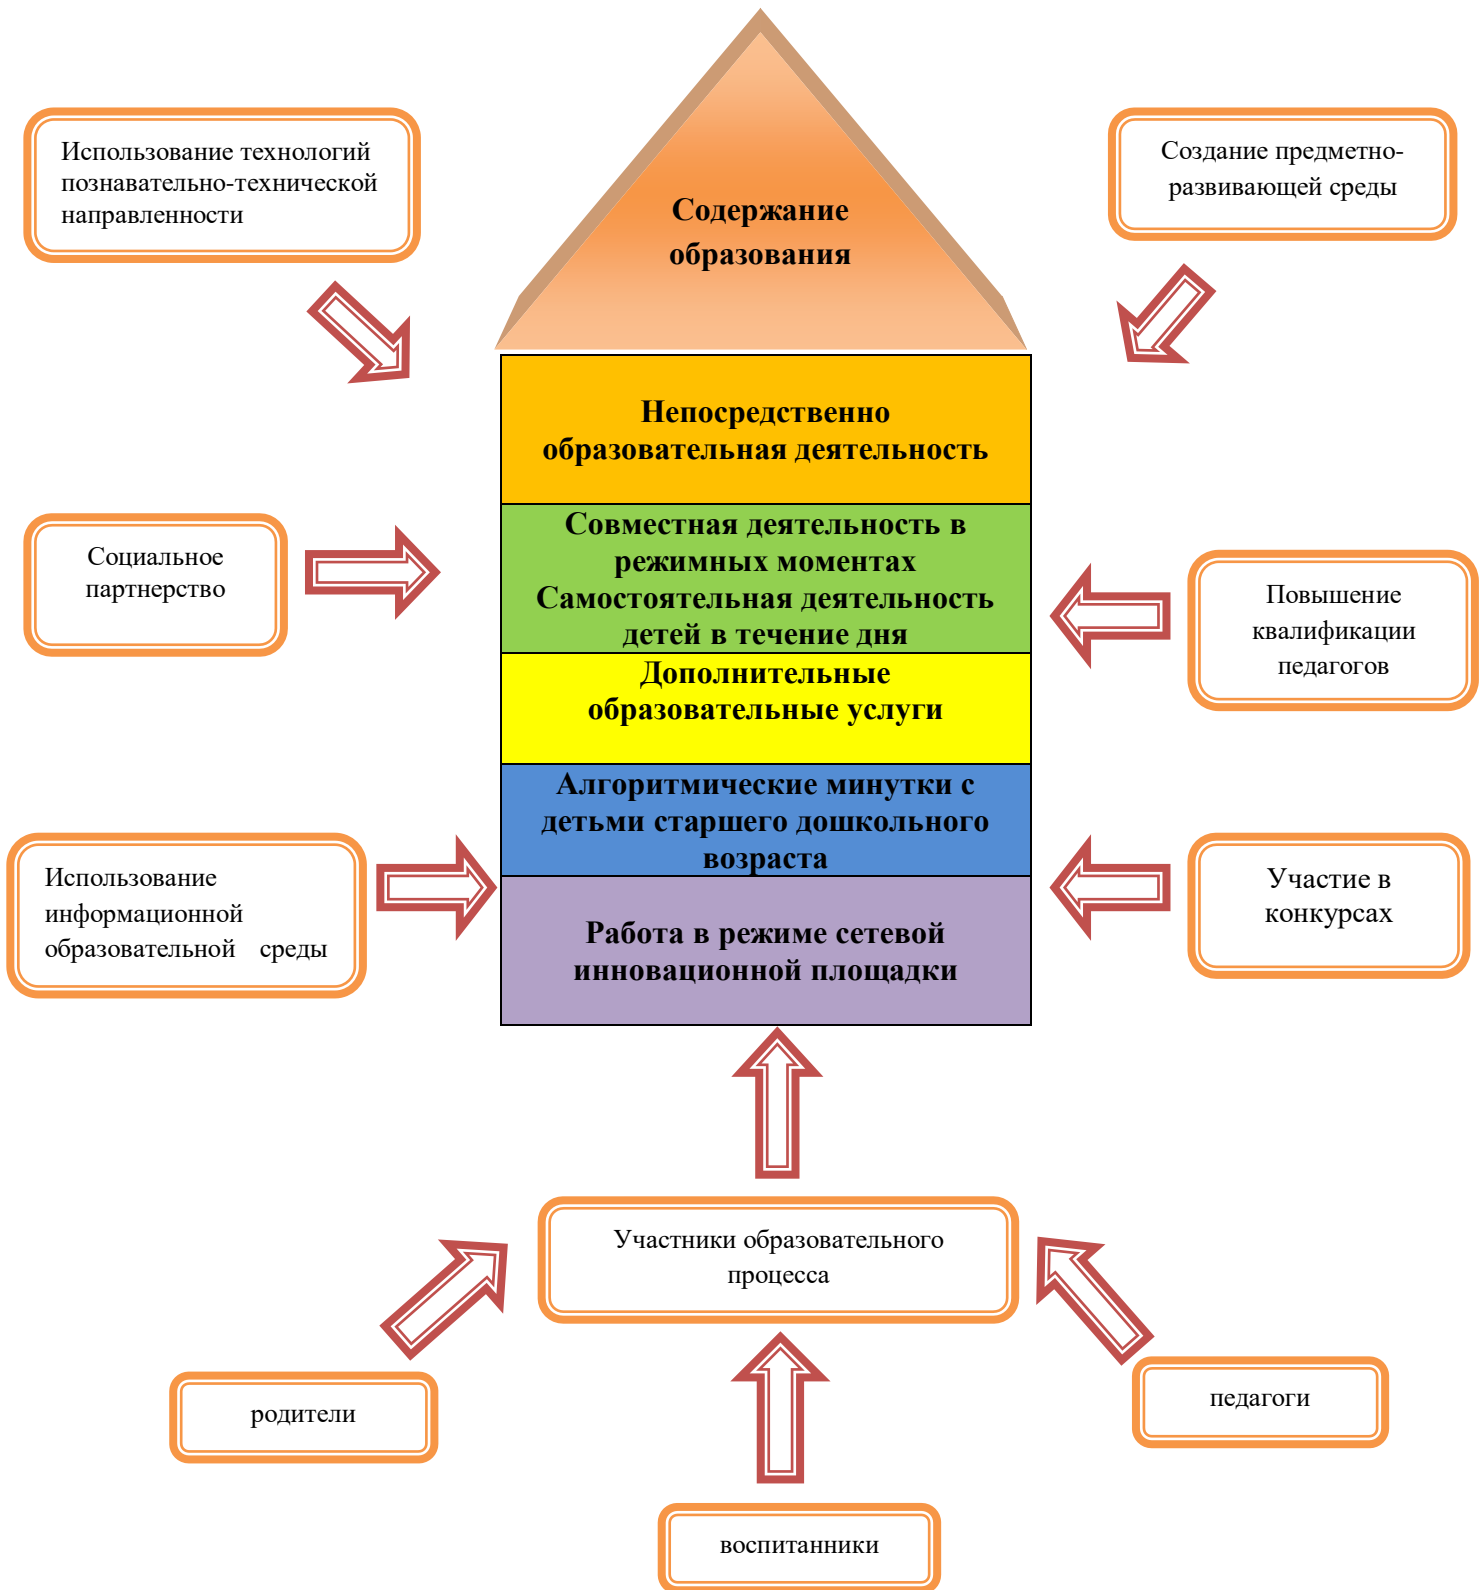 Использование технологий
познавательно-технической
направленности
Создание предметно-
развивающей среды
Содержание
образования
Непосредственно
образовательная деятельность
Социальное
партнерство
Совместная деятельность в
режимных моментах
Самостоятельная деятельность
детей в течение дня
Повышение
квалификации
педагогов
Дополнительные
образовательные услуги
Алгоритмические минутки с
детьми старшего дошкольного
возраста
Использование
информационной
образовательной среды
Участие в
конкурсах
Работа в режиме сетевой
инновационной площадки
Участники образовательного
процесса
родители
педагоги
воспитанники